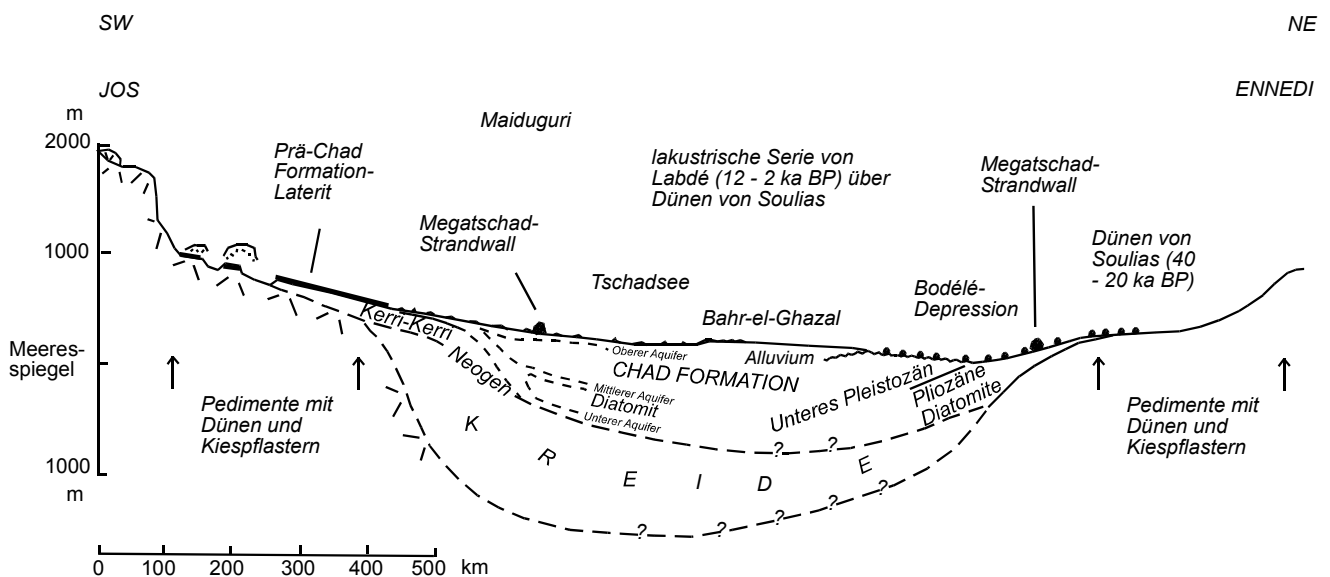 SW
NE
JOS
ENNEDI
m
2000
1000
Meeres-
spiegel
1000
m
Maiduguri
Prä-Chad
Formation-
Laterit
Megatschad-
Strandwall
lakustrische Serie von
Labdé (12 - 2 ka BP) über
Dünen von Soulias
Megatschad-
Strandwall
Dünen von
Soulias (40
- 20 ka BP)
Tschadsee
Bodélé-
Depression
Bahr-el-Ghazal
Kerri-Kerri
Neogen
Oberer Aquifer
Alluvium
CHAD FORMATION
Mittlerer Aquifer
Diatomit
Unterer Aquifer
Unteres Pleistozän
Pliozäne
Diatomite
Pedimente mit
Dünen und
Kiespflastern
Pedimente mit
Dünen und
Kiespflastern
? ?
K R E I D E
? ? ? ? ?
0 100 200 300 400 500 km